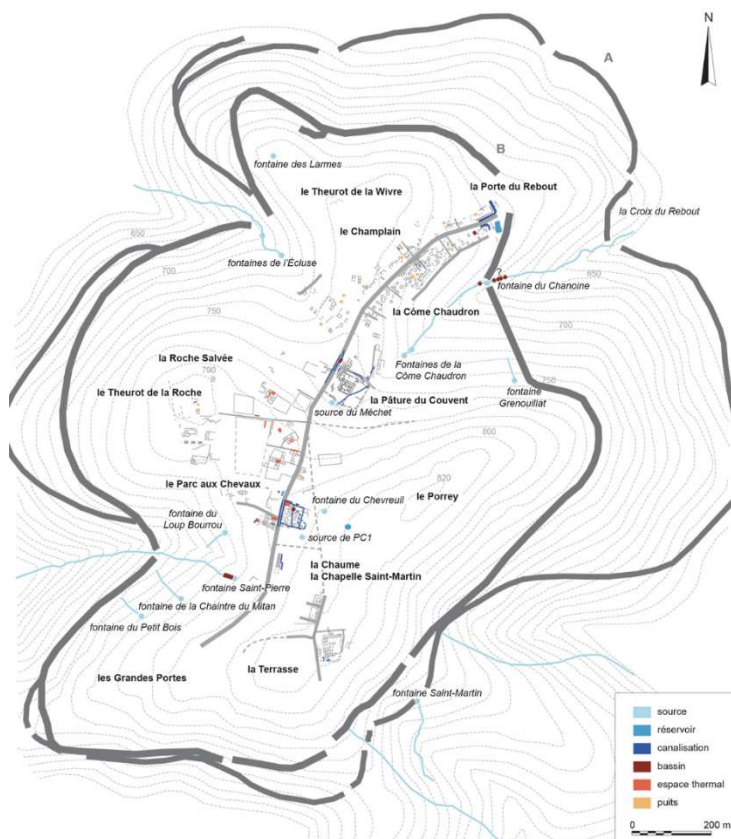 N
A
B
fontaine des Larmes
le Theurot de la Wivre
la Porte du Rebout
la Croix du Rebout
le Champlain
650
fontaines de l'Écluse
700
?
650
fontaine du Chanoine
750
la Côme Chaudron
700
la Roche Salvée
Fontaines de la
Côme Chaudron
790
750
fontaine
Grenouillat
le Theurot de la Roche
la Pâture du Couvent
source du Méchet
800
820
le Parc aux Chevaux
le Porrey
fontaine du Chevreuil
fontaine du
Loup Bourrou
source de PC1
la Chaume
la Chapelle Saint-Martin
fontaine Saint-Pierre
fontaine de la Chaintre du Mitan
fontaine du Petit Bois
les Grandes Portes
la Terrasse
fontaine Saint-Martin
source
réservoir
canalisation
bassin
espace thermal
puits
0 200 m